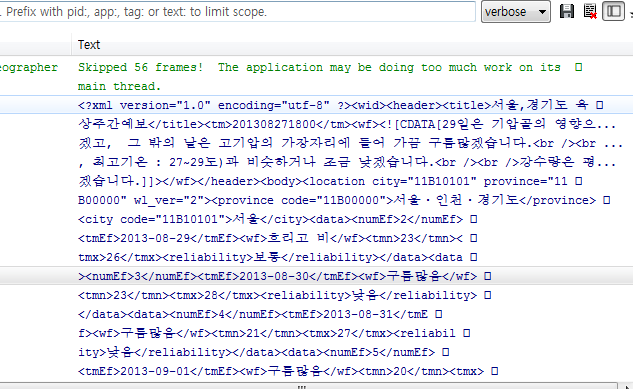 . Prefix with pid:, app:, tag: or text: to limit scope.
verbose
Text
eographer Skipped 56 frames! The application may be doing too much work on its
main thread.
<?xml version="1.0" encoding="utf-8" ?><wid><header><title>서울,경기도 육
상주간예보</title><tm>201308271800</tm><wf><![CDATA[29일은 기압골의 영향으...
겠고, 그 밖의 날은 고기압의 가장자리에 들어 가끔 구름많겠습니다.<br /><br ...
, 최고기온 : 27~29도)과 비슷하거나 조금 낮겠습니다.<br /><br />강수량은 평...
겠습니다.]]></wf></header><body><location city="11B10101" province="11
B00000" wl_ver="2"><province code="11B00000">서울·인천·경기도</province>
<city code="11B10101">서울</city><data><numEf>2</numEf>
<tmEf>2013-08-29</tmEf><wf>흐리고 비</wf><tmn>23</tmn><
tmx>26</tmx><reliability>보통</reliability></data><data
><numEf>3</numEf><tmEf>2013-08-30</tmEf><wf>구름많음</wf>
<tmn>23</tmn><tmx>28</tmx><reliability>낮음</reliability>
</data><data><numEf>4</numEf><tmEf>2013-08-31</tmE
f><wf>구름많음</wf><tmn>21</tmn><tmx>27</tmx><reliabil
ity>낮음</reliability></data><data><numEf>5</numEf>
<tmEf>2013-09-01</tmEf><wf>구름많음</wf><tmn>20</tmn><tmx>